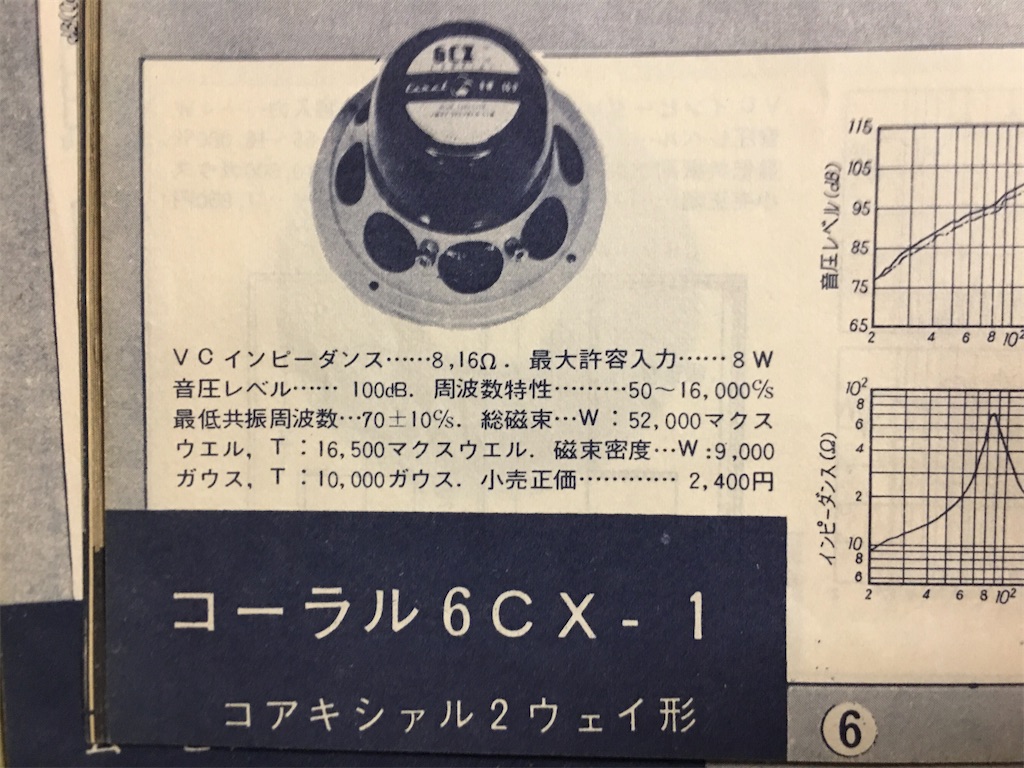 6CX
VCインピーダンス……8,16Ω. 最大許容入力……8W
音圧レベル……100dB. 周波数特性………50〜16,000c/s
最低共振周波数…70±10c/s. 総磁束…W：52,000マクス
ウエル, T：16,500マクスウエル. 磁束密度…W:9,000
ガウス, T：10,000ガウス. 小売正価…………2,400円
コーラル6CX-1
コアキシァル2ウェイ形
音圧レベル(dB)
115
105
95
85
75
65
2 4 6 8 10²
インピーダンス(Ω)
10²
8
6
4
2
10
8
6
2 4 6 8 10²
6